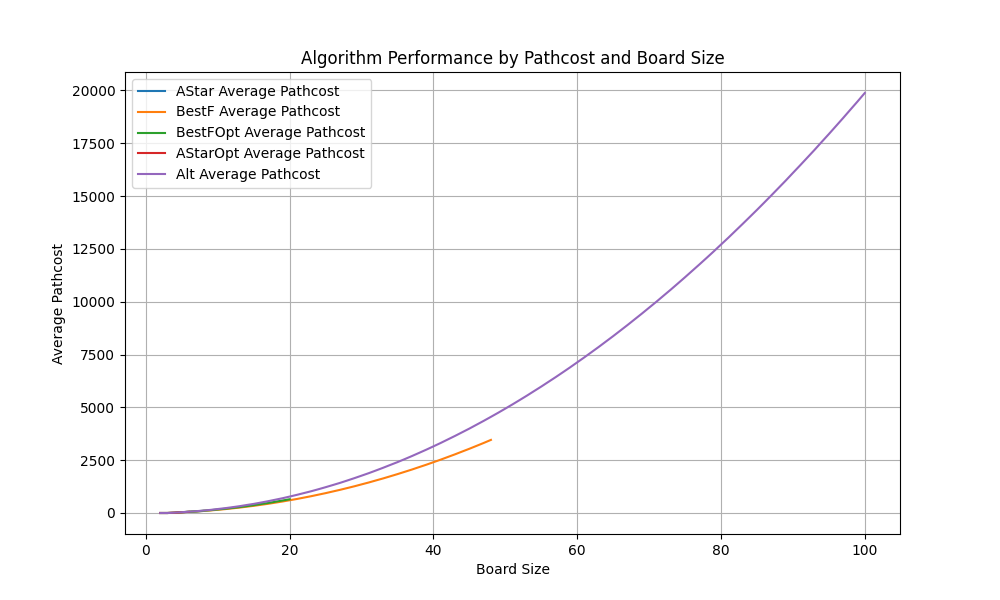 Algorithm Performance by Pathcost and Board Size
AStar Average Pathcost
BestF Average Pathcost
BestFOpt Average Pathcost
AStarOpt Average Pathcost
Alt Average Pathcost
Average Pathcost
20000
17500
15000
12500
10000
7500
5000
2500
0
0 20 40 60 80 100
Board Size